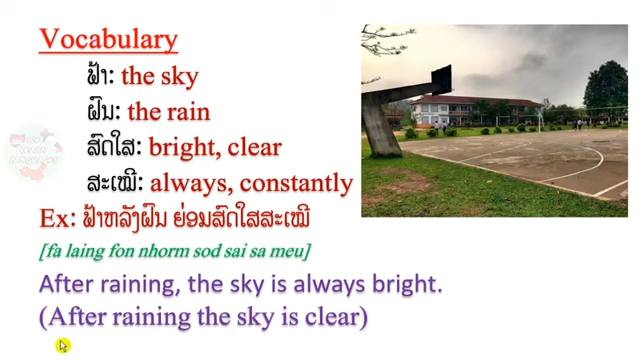 Vocabulary
ຟ້າ: the sky
ຝົນ: the rain
ສົດໃສ: bright, clear
ສະເໝີ: always, constantly
Ex: ຟ້າຫລັງຝົນ ຍ່ອມສົດໃສສະເໝີ
[fa laing fon nhorm sod sai sa meu]
After raining, the sky is always bright.
(After raining the sky is clear)